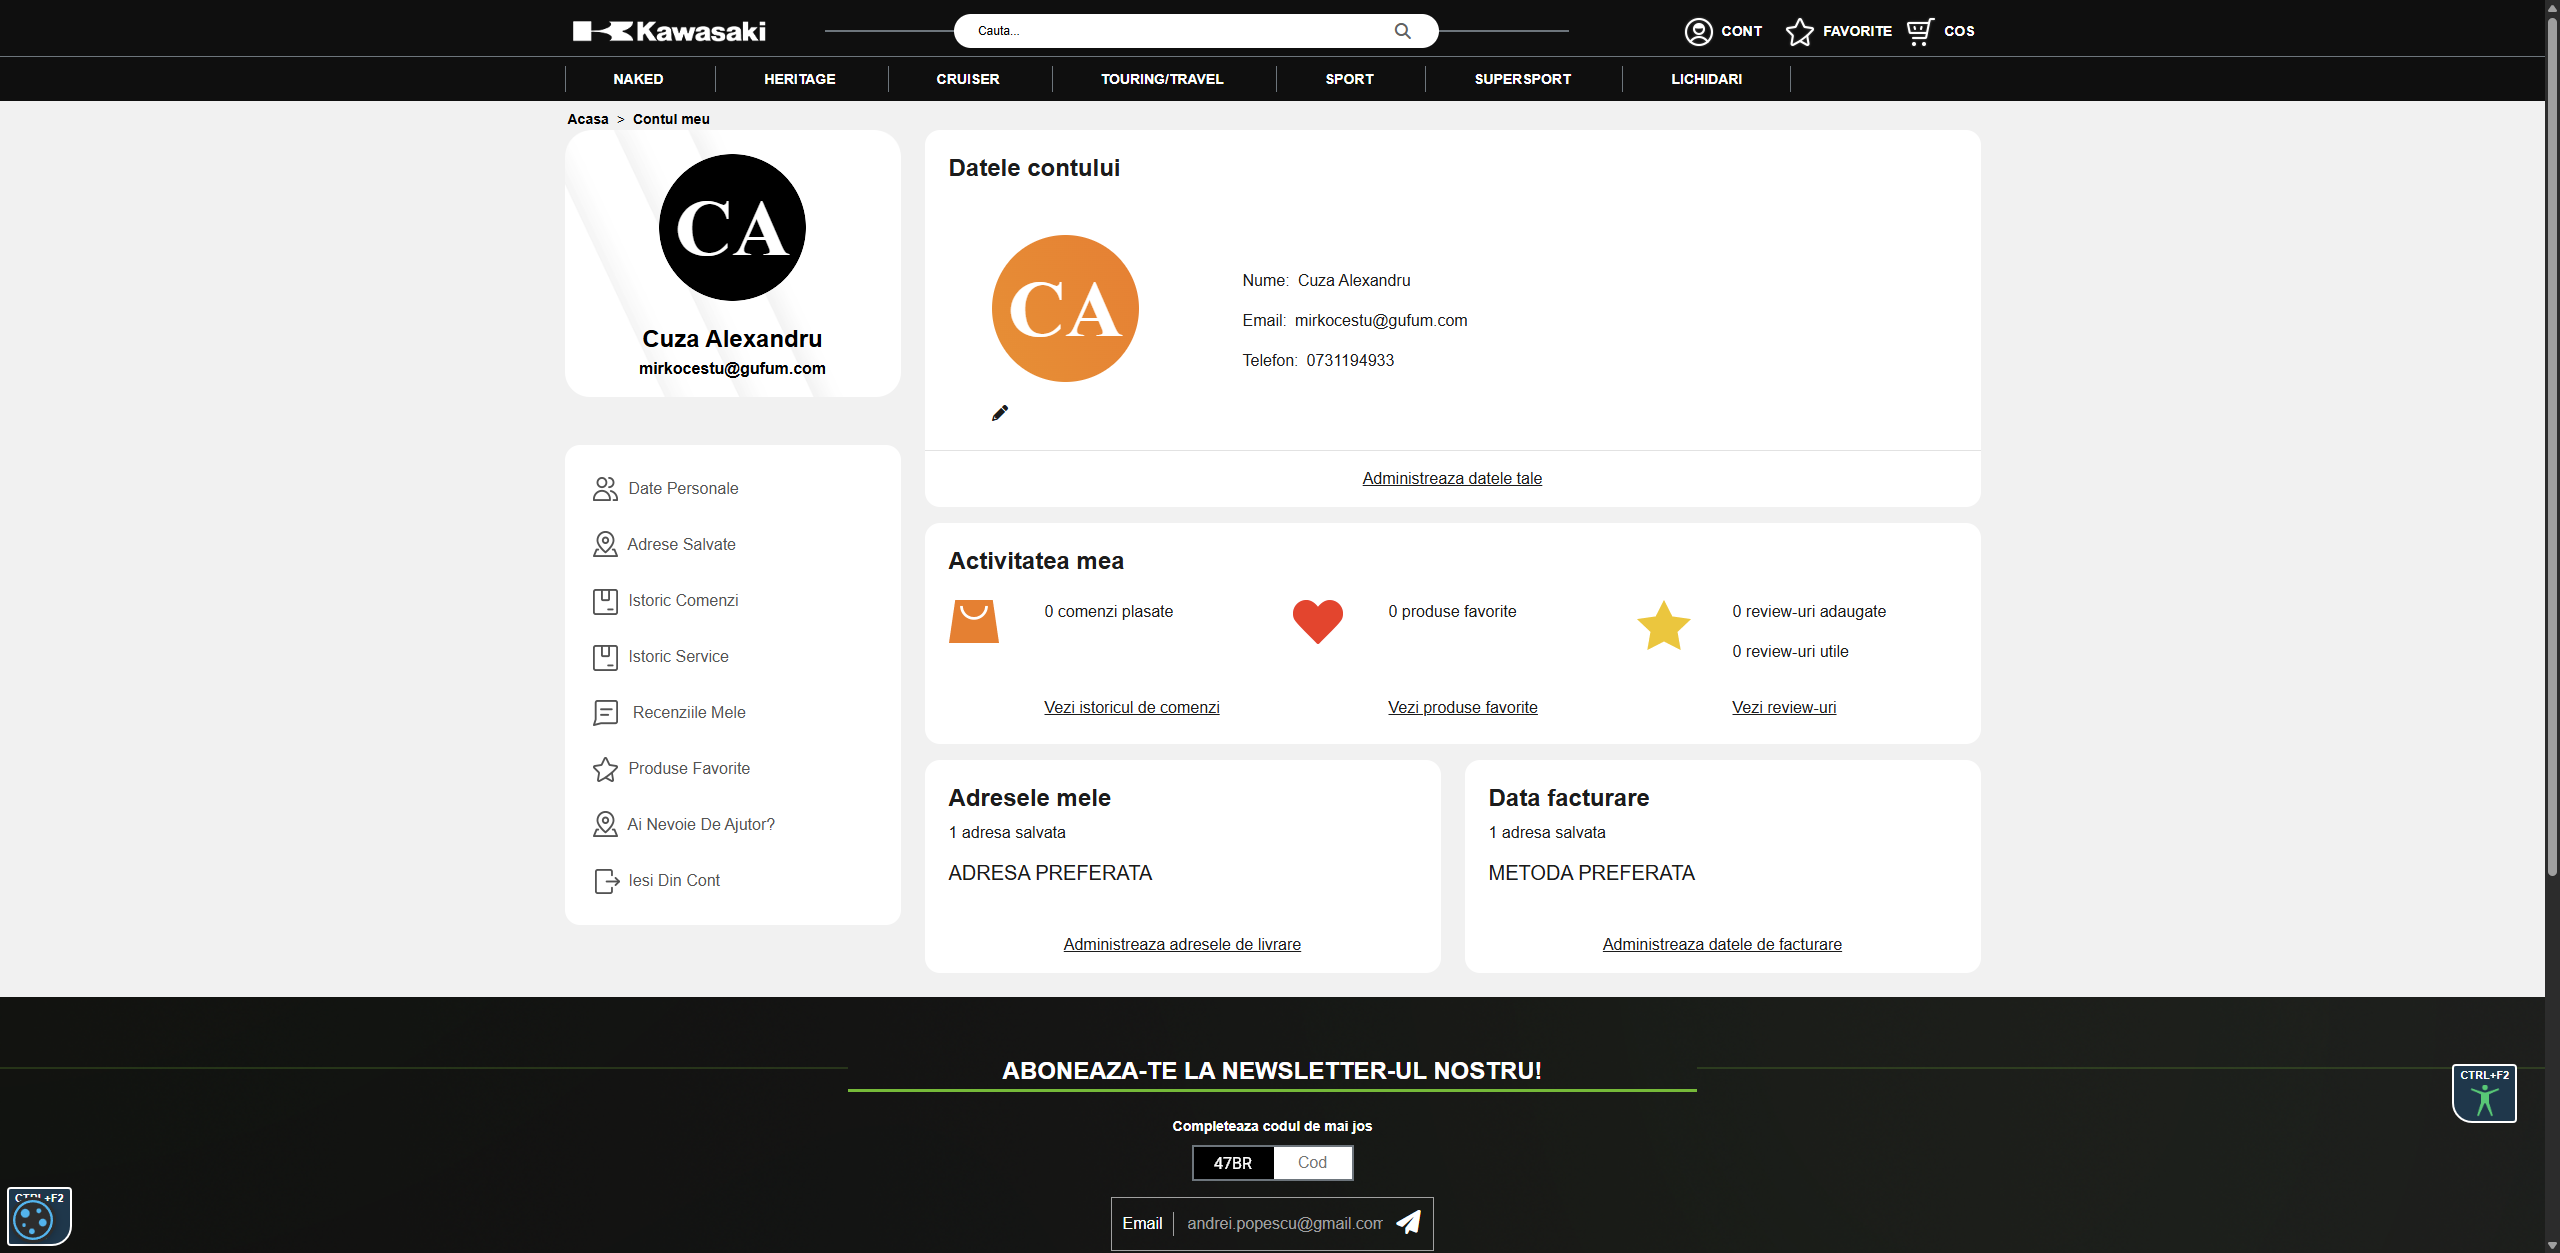 Kawasaki
Cauta...
CONT
FAVORITE
COS
NAKED
HERITAGE
CRUISER
TOURING/TRAVEL
SPORT
SUPERSPORT
LICHIDARI
Acasa > Contul meu
CA
Cuza Alexandru
mirkocestu@gufum.com
Date Personale
Adrese Salvate
Istoric Comenzi
Istoric Service
Recenziile Mele
Produse Favorite
Ai Nevoie De Ajutor?
Iesi Din Cont
Datele contului
CA
Nume: Cuza Alexandru
Email: mirkocestu@gufum.com
Telefon: 0731194933
Administreaza datele tale
Activitatea mea
0 comenzi plasate
Vezi istoricul de comenzi
0 produse favorite
Vezi produse favorite
0 review-uri adaugate
0 review-uri utile
Vezi review-uri
Adresele mele
1 adresa salvata
ADRESA PREFERATA
Administreaza adresele de livrare
Data facturare
1 adresa salvata
METODA PREFERATA
Administreaza datele de facturare
ABONEAZA-TE LA NEWSLETTER-UL NOSTRU!
Completeaza codul de mai jos
47BR
Cod
Email
andrei.popescu@gmail.com
CTRL+F2
CTRL+F2